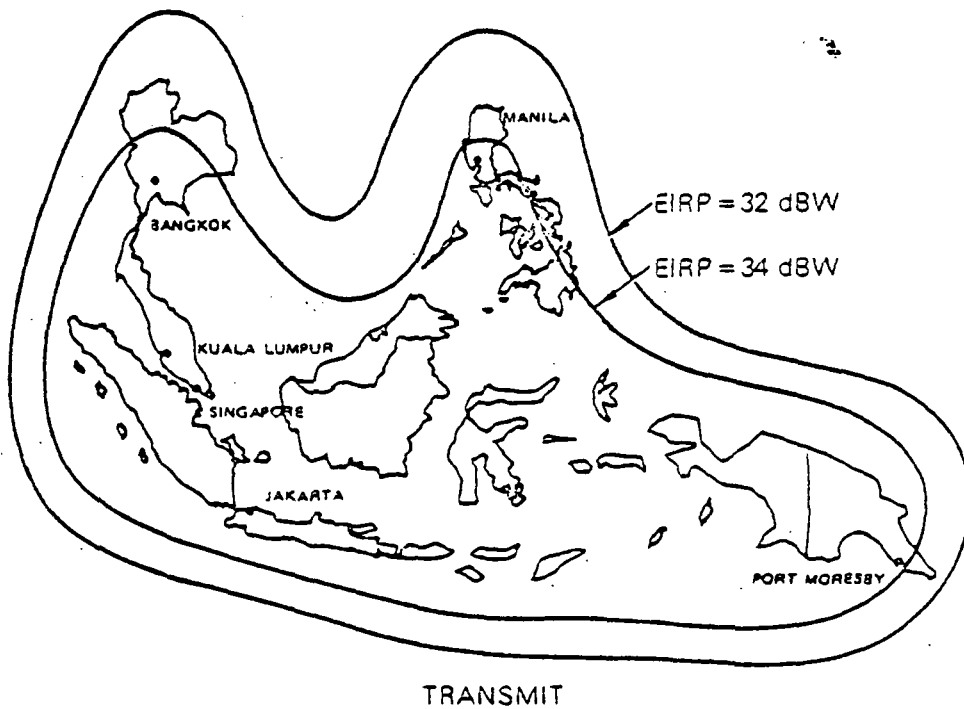 MANILA
EIRP = 32 dBW
BANGKOK
EIRP = 34 dBW
KUALA LUMPUR
SINGAPORE
JAKARTA
PORT MORESBY
TRANSMIT